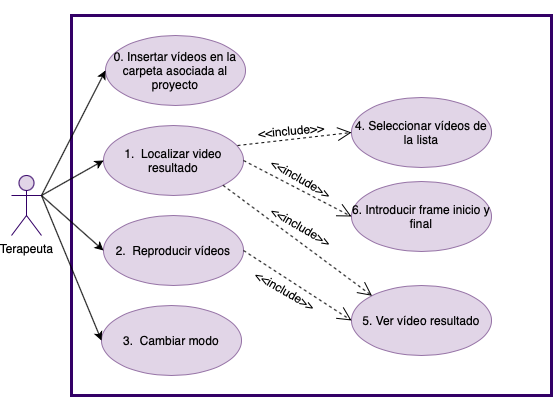 0. Insertar vídeos en la
carpeta asociada al
proyecto
1. Localizar video
resultado
<<include>>
4. Seleccionar vídeos de
la lista
<<include>>
6. Introducir frame inicio y
final
Terapeuta
2. Reproducir vídeos
<<include>>
<<include>>
5. Ver vídeo resultado
3. Cambiar modo